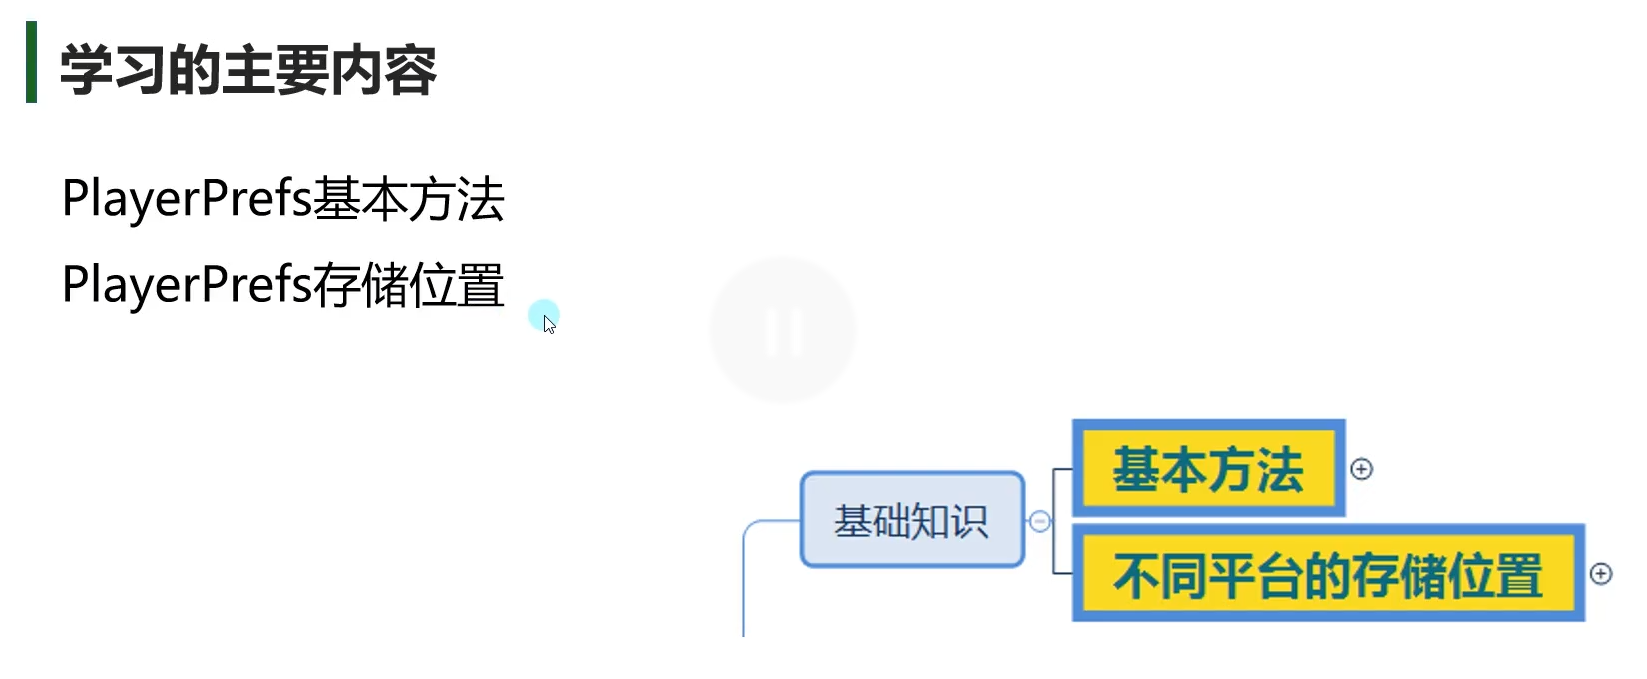 学习的主要内容
PlayerPrefs基本方法
PlayerPrefs存储位置
基本方法
基础知识
不同平台的存储位置